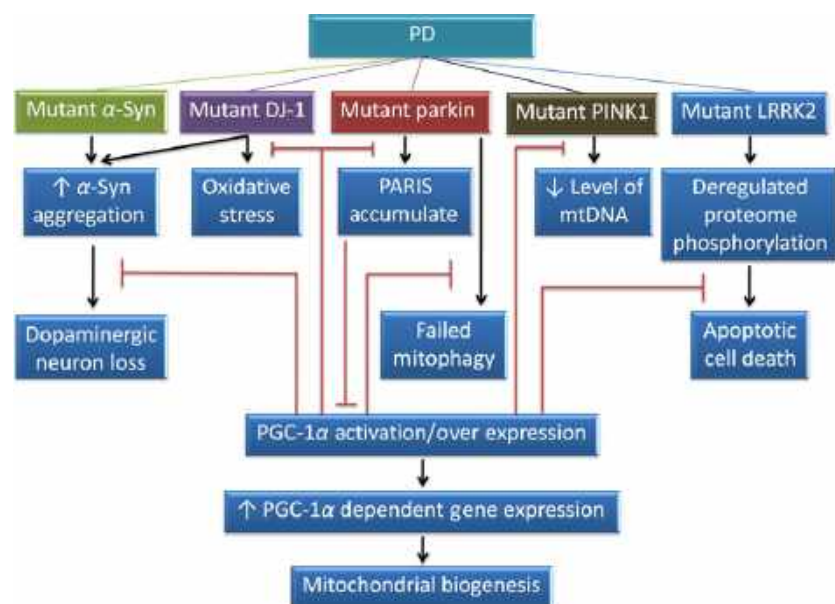 PD
Mutant α-Syn
Mutant DJ-1
Mutant parkin
Mutant PINK1
Mutant LRRK2
↑ α-Syn
aggregation
Oxidative
stress
PARIS
accumulate
↓ Level of
mtDNA
Deregulated
proteome
phosphorylation
Dopaminergic
neuron loss
Failed
mitophagy
Apoptotic
cell death
PGC-1α activation/over expression
↑ PGC-1α dependent gene expression
Mitochondrial biogenesis